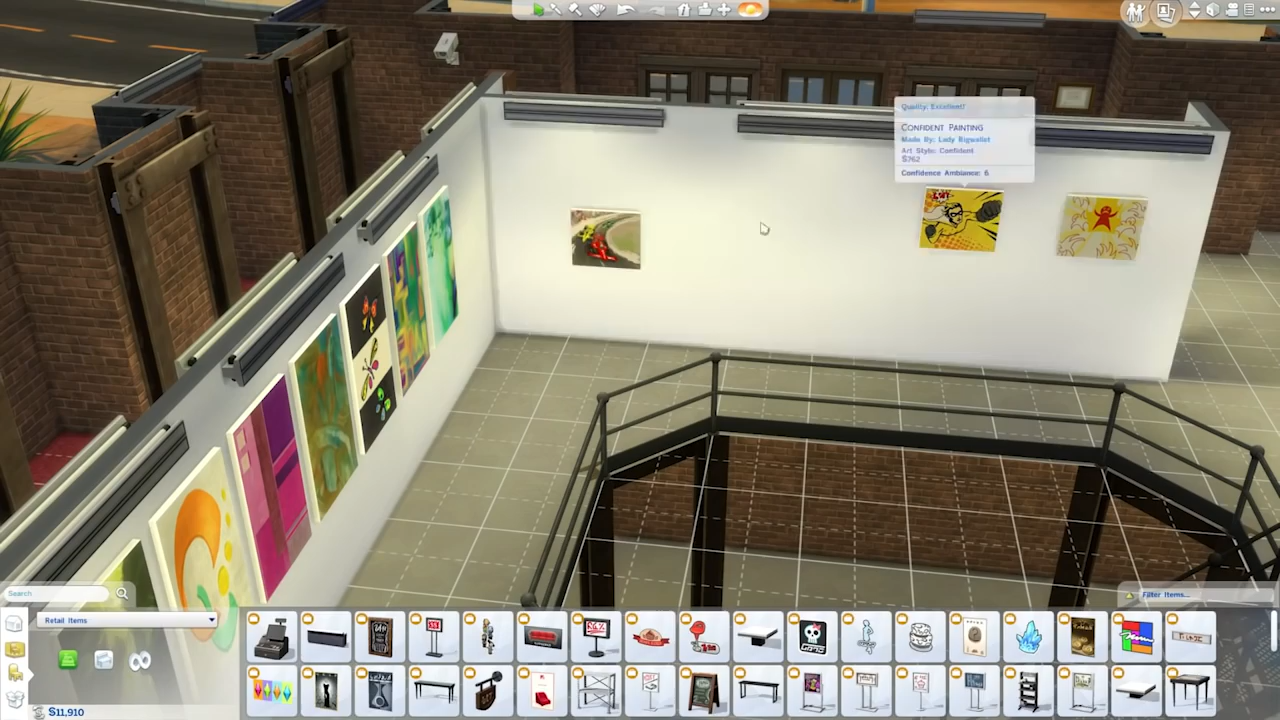 Quality: Excellent!
CONFIDENT PAINTING
Made By: Lady Bigwallet
Art Style: Confident
$762
Confidence Ambiance: 6
Search
Filter Items...
Retail Items
$11,910